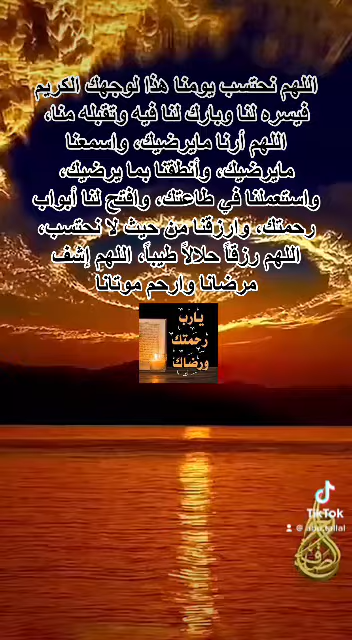 اللهم نحتسب يومنا هذا لوجهك الكريم
فيسره لنا وبارك لنا فيه وتقبله منا،
اللهم أرنا مايرضيك، واسمعنا
مايرضيك، وأنطقنا بما يرضيك،
واستعملنا في طاعتك، وافتح لنا أبواب
رحمتك، وارزقنا من حيث لا نحتسب،
اللهم رزقاً حلالاً طيباً، اللهم إشف
مرضانا وارحم موتانا
يارب
رحمتك
ورضاك
TikTok